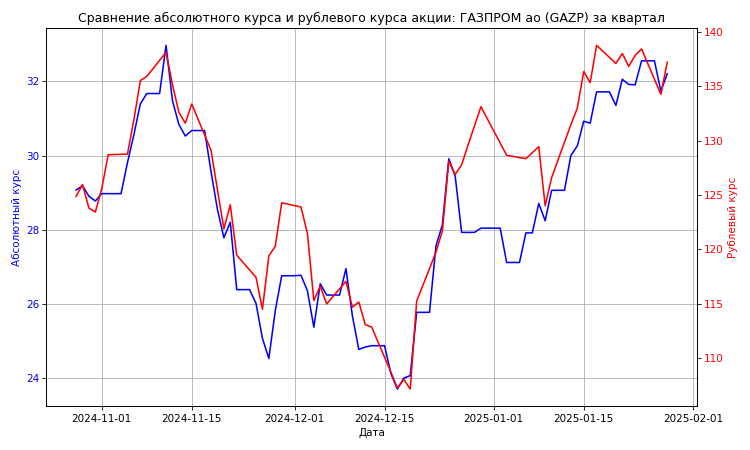 Сравнение абсолютного курса и рублевого курса акции: ГАЗПРОМ ао (GAZP) за квартал
140
135
130
125
120
115
110
32
30
28
26
24
Абсолютный курс
Рублевый курс
2024-11-01 2024-11-15 2024-12-01 2024-12-15 2025-01-01 2025-01-15 2025-02-01
Дата